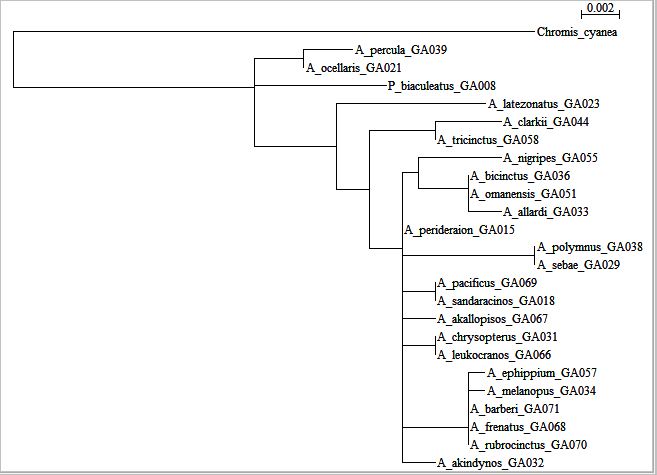 0.002
Chromis_cyanea
A_percula_GA039
A_ocellaris_GA021
P_biaculeatus_GA008
A_latezonatus_GA023
A_clarkii_GA044
A_tricinctus_GA058
A_nigripes_GA055
A_bicinctus_GA036
A_omanensis_GA051
A_allardi_GA033
A_perideraion_GA015
A_polymnus_GA038
A_sebae_GA029
A_pacificus_GA069
A_sandaracinos_GA018
A_akallopisos_GA067
A_chrysopterus_GA031
A_leukocranos_GA066
A_ephippium_GA057
A_melanopus_GA034
A_barberi_GA071
A_frenatus_GA068
A_rubrocinctus_GA070
A_akindynos_GA032